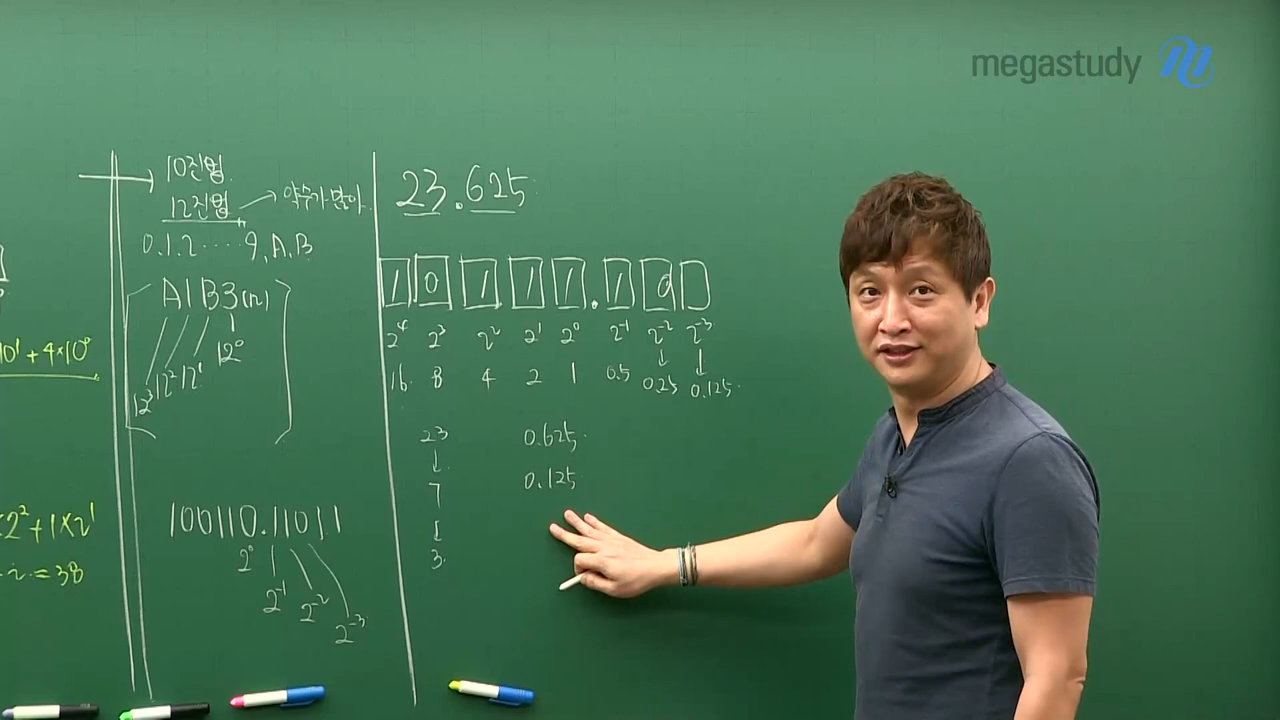 megastudy
10¹ + 4×10⁰
×2² + 1×2¹
= 38
10진법
12진법 → 약수가 많아
0.1.2 ····· 9.A.B
A1B3(12)
12³ 12² 12¹ 12⁰
100110.11011
2⁰ 2⁻¹ 2⁻² 2⁻³
23.625
1 0 1 1 1 . 1 0
2⁴ 2³ 2² 2¹ 2⁰ 2⁻¹ 2⁻² 2⁻³
16 8 4 2 1 0.5 0.25 0.125
23 0.625
↓ 0.125
7
↓
3